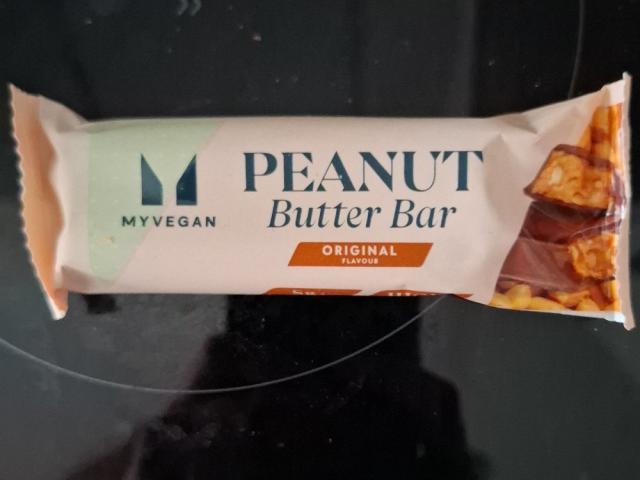 PEANUT
MYVEGAN
Butter Bar
ORIGINAL
FLAVOUR